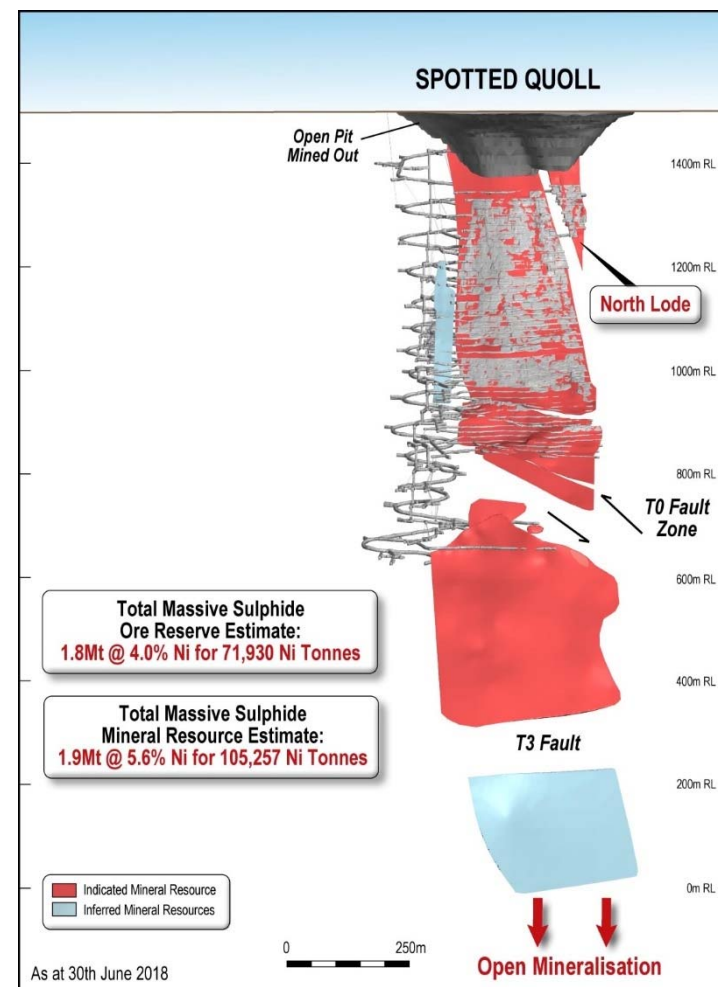 SPOTTED QUOLL
Open Pit
Mined Out
1400m RL
1200m RL
North Lode
1000m RL
800m RL
T0 Fault
Zone
600m RL
Total Massive Sulphide
Ore Reserve Estimate:
1.8Mt @ 4.0% Ni for 71,930 Ni Tonnes
400m RL
Total Massive Sulphide
Mineral Resource Estimate:
1.9Mt @ 5.6% Ni for 105,257 Ni Tonnes
T3 Fault
200m RL
Indicated Mineral Resource
Inferred Mineral Resources
0m RL
0 250m
Open Mineralisation
As at 30th June 2018